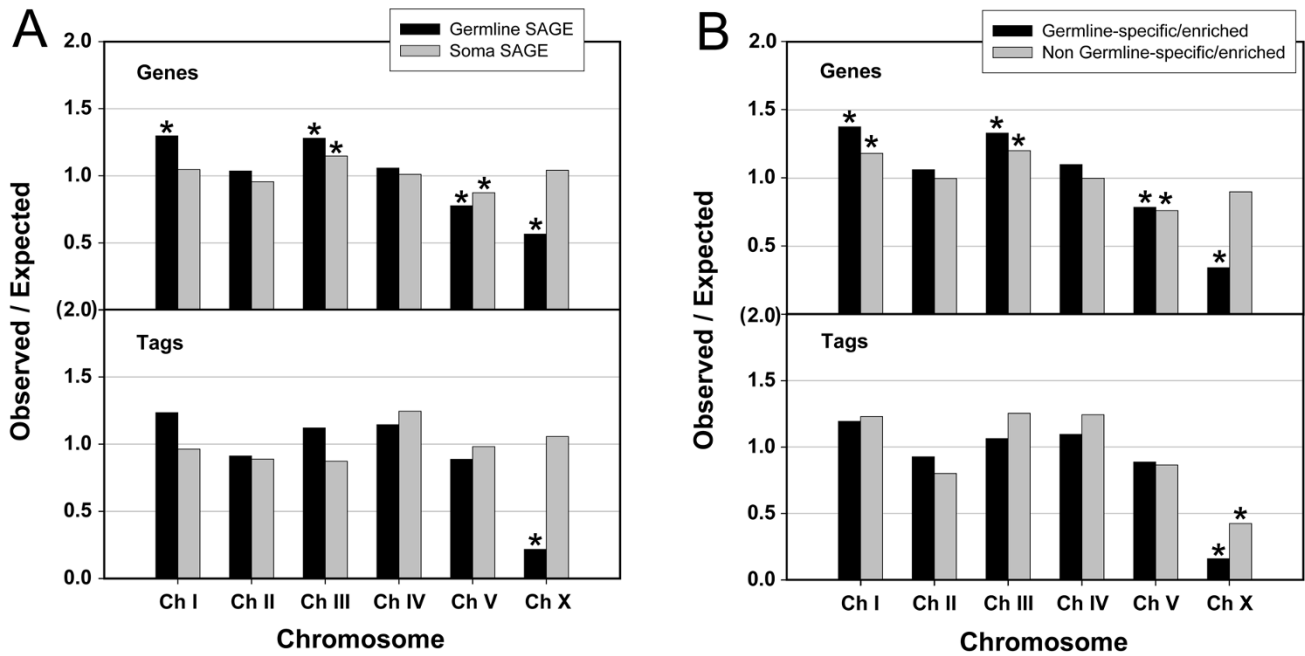 A
Germline SAGE
Soma SAGE
Genes
2.0
1.5
1.0
0.5
(2.0)
Tags
1.5
1.0
0.5
0.0
* * * * * *
*
Observed / Expected
Ch I Ch II Ch III Ch IV Ch V Ch X
Chromosome
B
Germline-specific/enriched
Non Germline-specific/enriched
Genes
2.0
1.5
1.0
0.5
(2.0)
Tags
1.5
1.0
0.5
0.0
* * * * * * *
* *
Observed / Expected
Ch I Ch II Ch III Ch IV Ch V Ch X
Chromosome